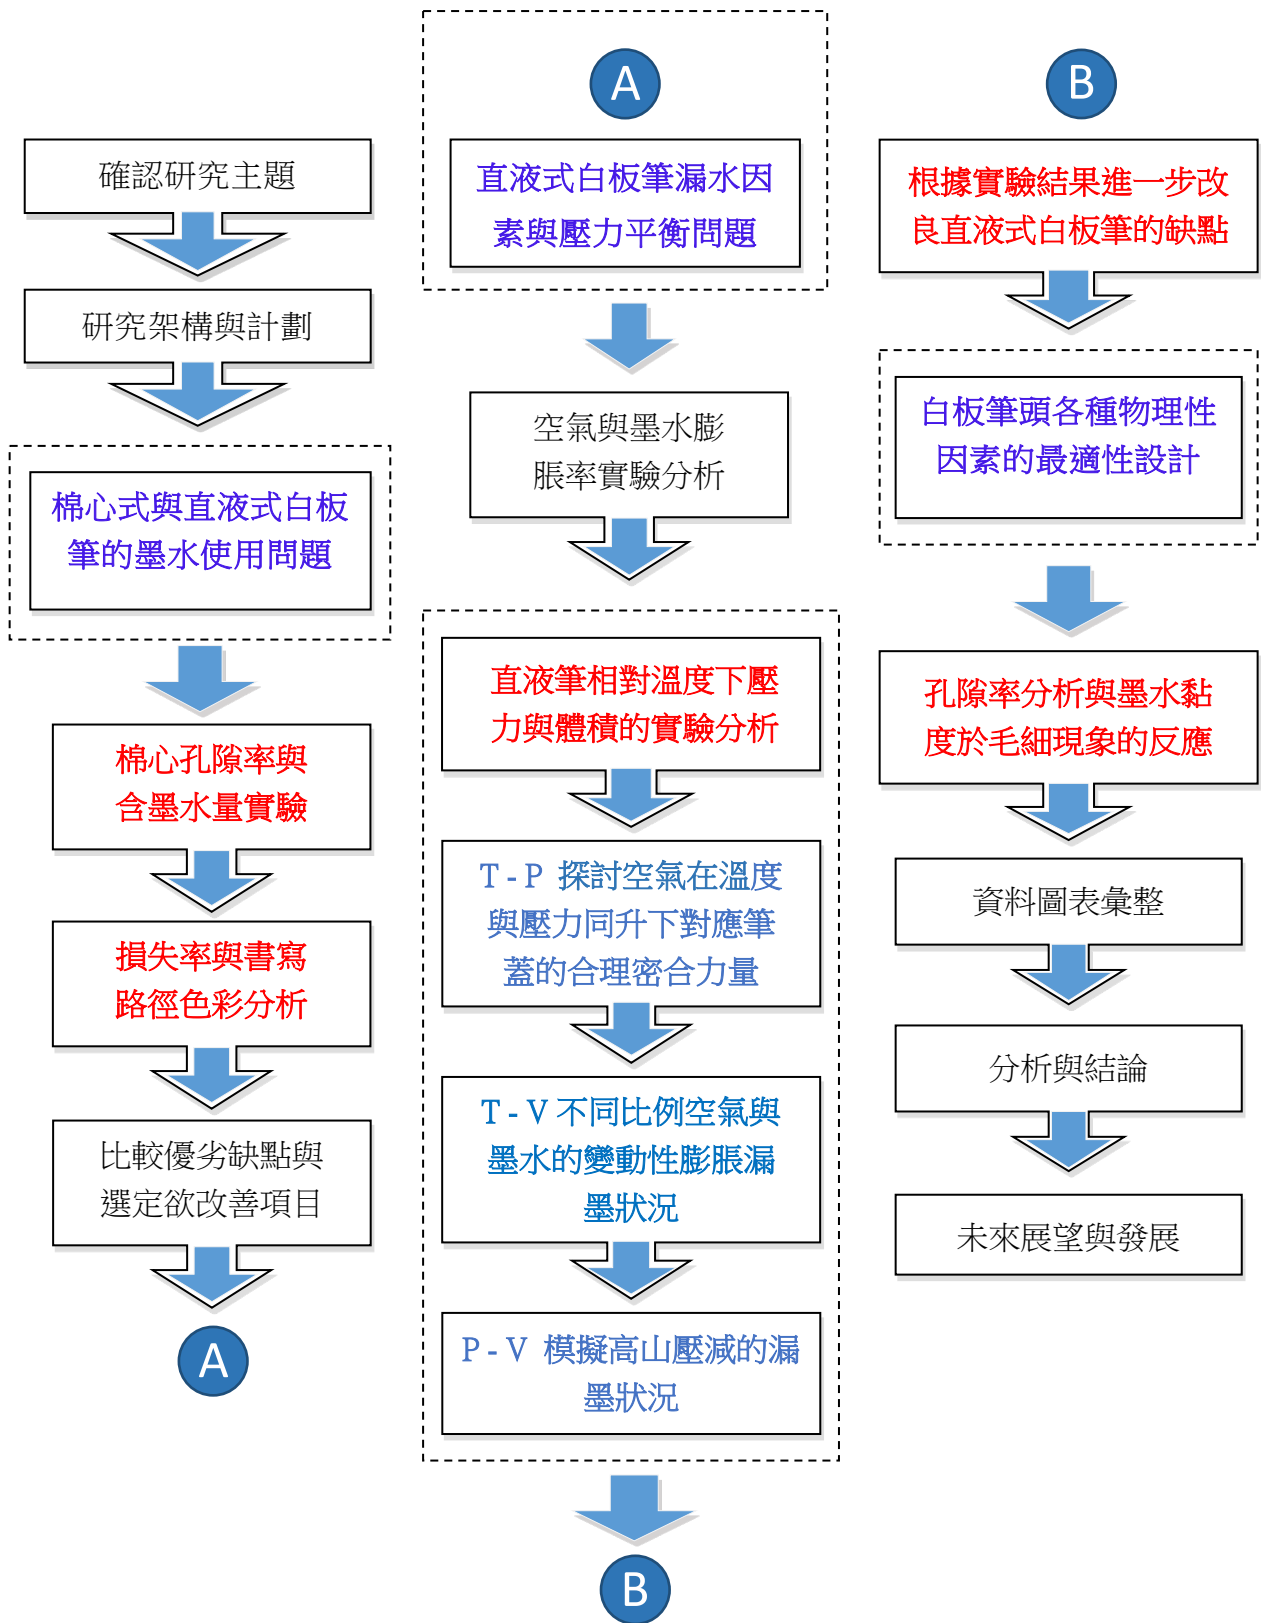 確認研究主題
研究架構與計劃
棉心式與直液式白板
筆的墨水使用問題
棉心孔隙率與
含墨水量實驗
損失率與書寫
路徑色彩分析
比較優劣缺點與
選定欲改善項目
A
A
直液式白板筆漏水因
素與壓力平衡問題
空氣與墨水膨
脹率實驗分析
直液筆相對溫度下壓
力與體積的實驗分析
T - P 探討空氣在溫度
與壓力同升下對應筆
蓋的合理密合力量
T - V 不同比例空氣與
墨水的變動性膨脹漏
墨狀況
P - V 模擬高山壓減的漏
墨狀況
B
B
根據實驗結果進一步改
良直液式白板筆的缺點
白板筆頭各種物理性
因素的最適性設計
孔隙率分析與墨水黏
度於毛細現象的反應
資料圖表彙整
分析與結論
未來展望與發展